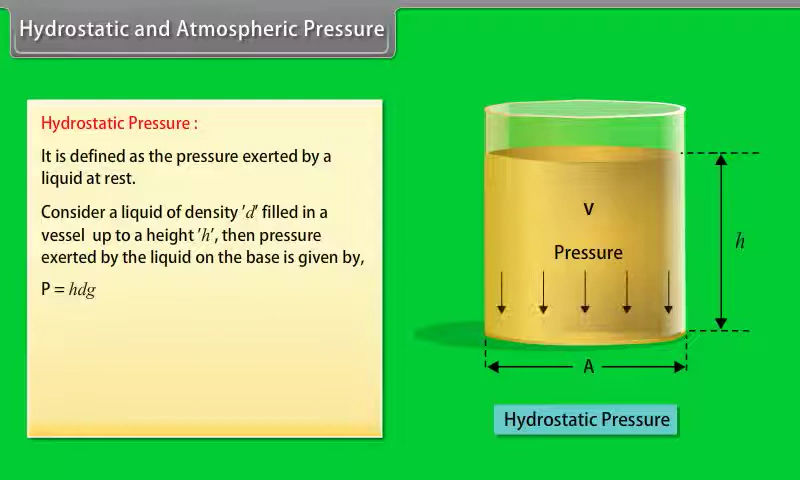 Hydrostatic and Atmospheric Pressure
Hydrostatic Pressure :
It is defined as the pressure exerted by a
liquid at rest.
Consider a liquid of density 'd' filled in a
vessel up to a height 'h', then pressure
exerted by the liquid on the base is given by,
P = hdg
V
Pressure
h
A
Hydrostatic Pressure